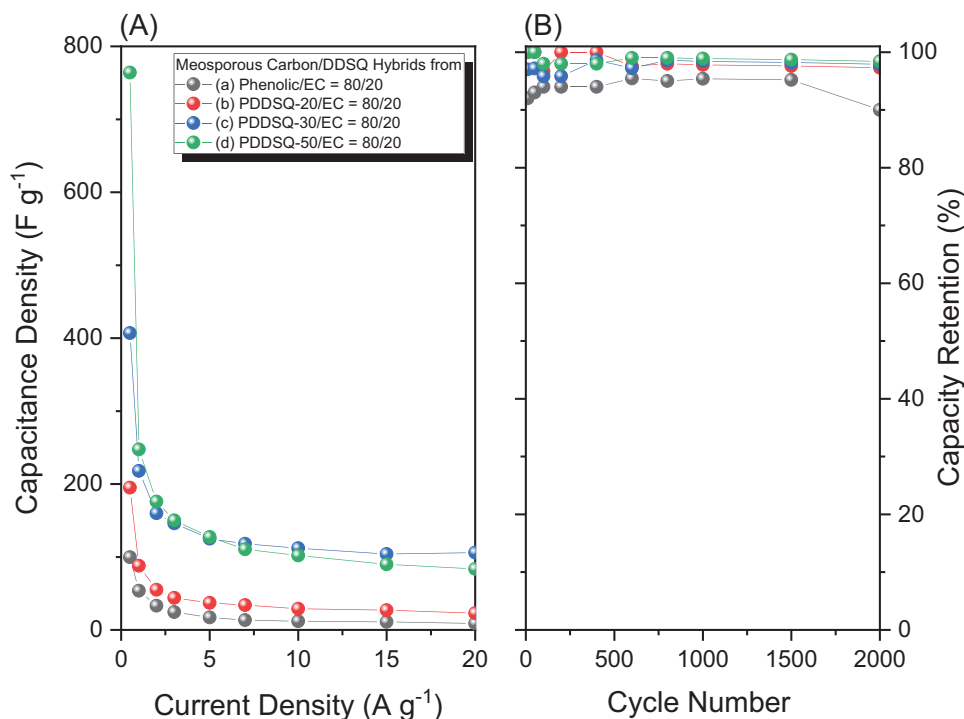 (A)
(B)
800
600
400
200
0
Capacitance Density (F g⁻¹)
Meosporous Carbon/DDSQ Hybrids from
(a) Phenolic/EC = 80/20
(b) PDDSQ-20/EC = 80/20
(c) PDDSQ-30/EC = 80/20
(d) PDDSQ-50/EC = 80/20
0 5 10 15 20
Current Density (A g⁻¹)
100
80
60
40
20
0
Capacity Retention (%)
0 500 1000 1500 2000
Cycle Number